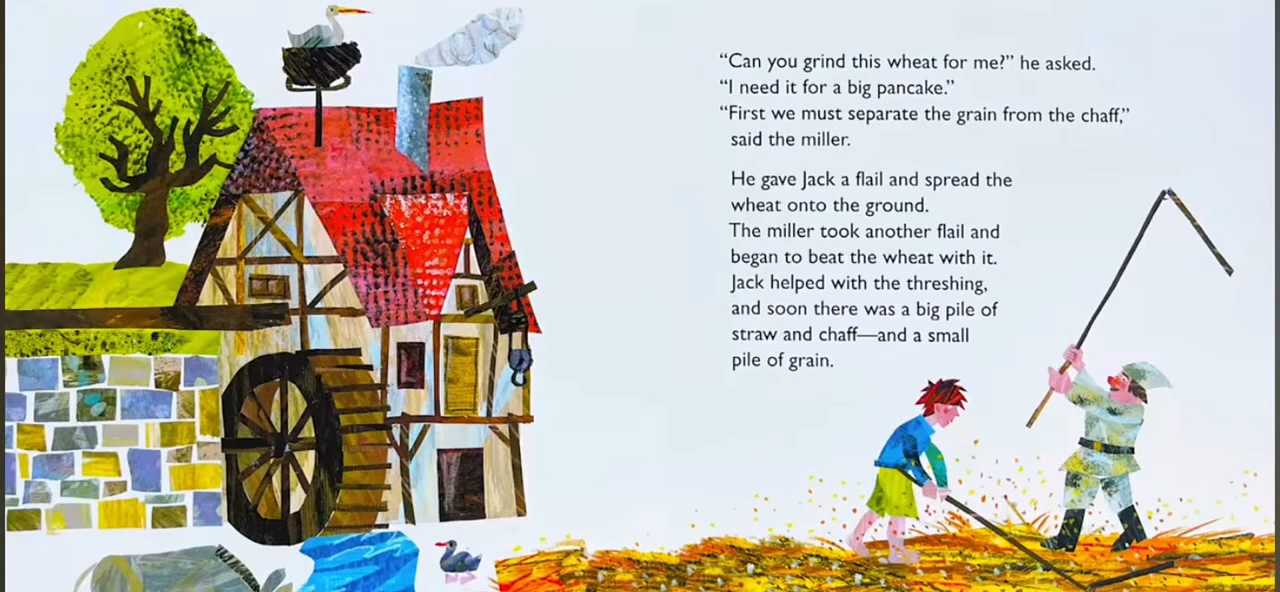 “Can you grind this wheat for me?” he asked.
“I need it for a big pancake.”
“First we must separate the grain from the chaff,”
said the miller.
He gave Jack a flail and spread the
wheat onto the ground.
The miller took another flail and
began to beat the wheat with it.
Jack helped with the threshing,
and soon there was a big pile of
straw and chaff—and a small
pile of grain.